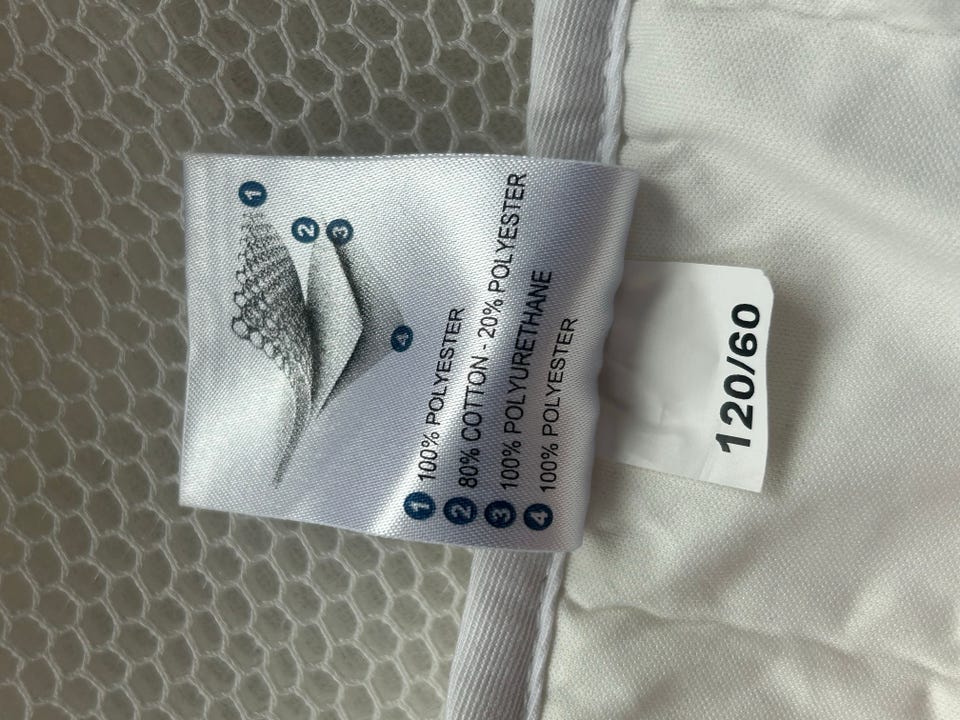 1
2 3
4
1 100% POLYESTER
2 80% COTTON - 20% POLYESTER
3 100% POLYURETHANE
4 100% POLYESTER
120/60